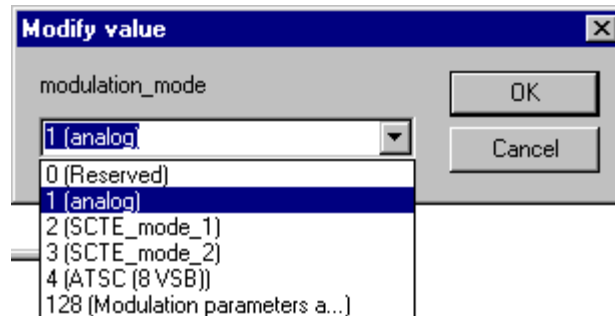 Modify value
modulation_mode
OK
1 (analog)
Cancel
0 (Reserved)
1 (analog)
2 (SCTE_mode_1)
3 (SCTE_mode_2)
4 (ATSC (8 VSB))
128 (Modulation parameters a...)